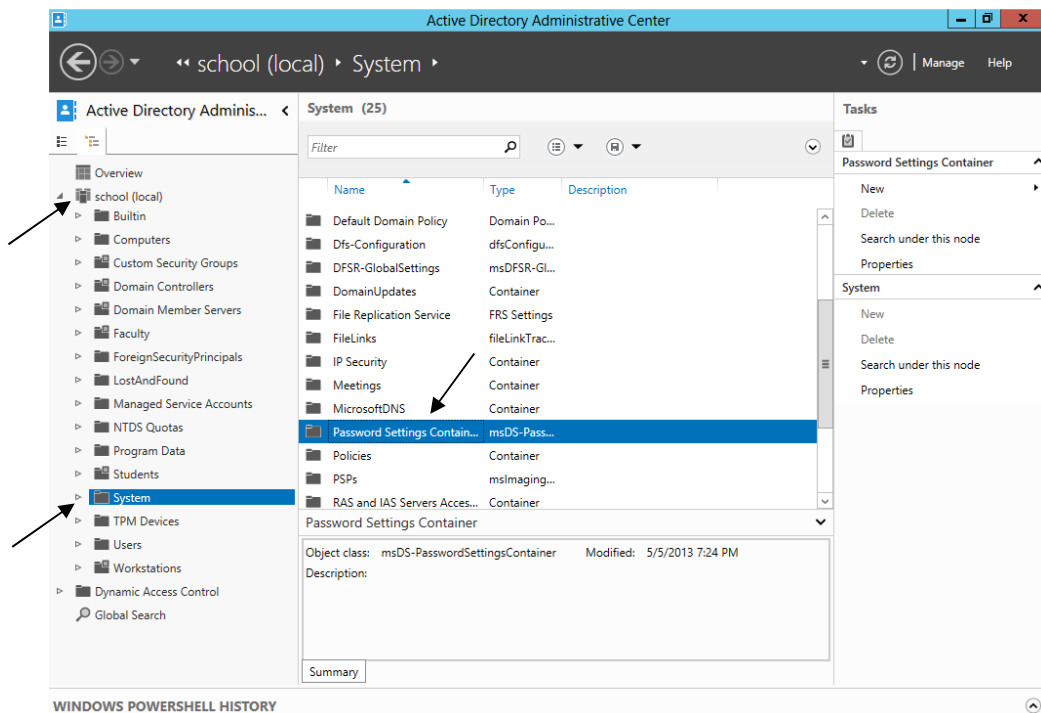 Active Directory Administrative Center
school (local) System
Manage Help
Active Directory Adminis...
Overview
school (local)
Builtin
Computers
Custom Security Groups
Domain Controllers
Domain Member Servers
Faculty
ForeignSecurityPrincipals
LostAndFound
Managed Service Accounts
NTDS Quotas
Program Data
Students
System
TPM Devices
Users
Workstations
Dynamic Access Control
Global Search
System (25)
Filter
Name Type Description
Default Domain Policy Domain Po...
Dfs-Configuration dfsConfigu...
DFSR-GlobalSettings msDFSR-Gl...
DomainUpdates Container
File Replication Service FRS Settings
FileLinks fileLinkTrac...
IP Security Container
Meetings Container
MicrosoftDNS Container
Password Settings Contain... msDS-Pass...
Policies Container
PSPs msImaging...
RAS and IAS Servers Acces... Container
Password Settings Container
Object class: msDS-PasswordSettingsContainer Modified: 5/5/2013 7:24 PM
Description:
Summary
Tasks
Password Settings Container
New
Delete
Search under this node
Properties
System
New
Delete
Search under this node
Properties
WINDOWS POWERSHELL HISTORY